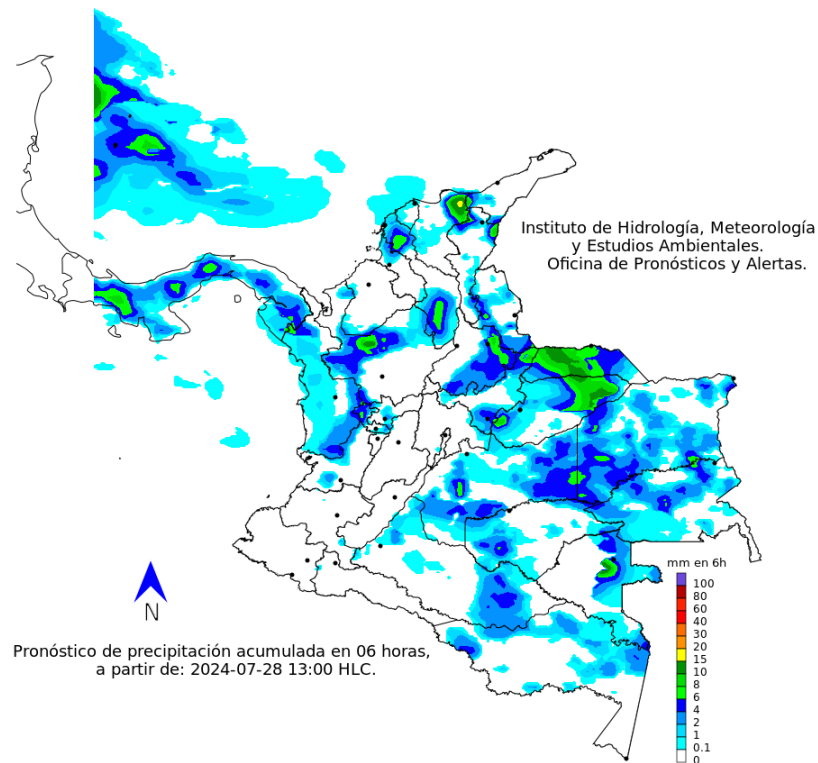 Instituto de Hidrología, Meteorología
y Estudios Ambientales.
Oficina de Pronósticos y Alertas.
N
Pronóstico de precipitación acumulada en 06 horas,
a partir de: 2024-07-28 13:00 HLC.
mm en 6h
100
80
60
40
30
20
15
10
8
6
4
2
1
0.1
0